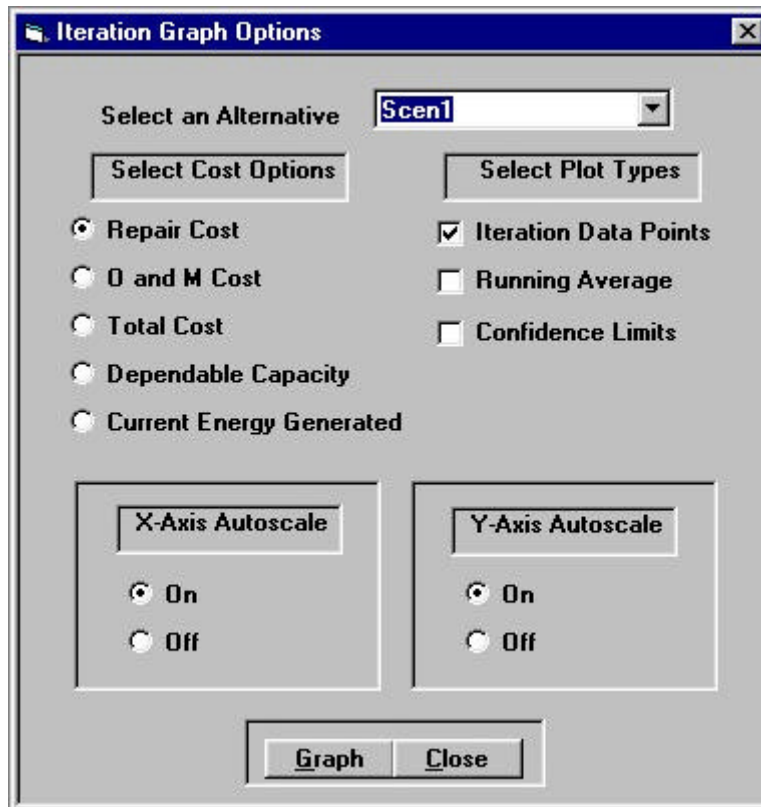 Iteration Graph Options
Select an Alternative Scen1
Select Cost Options
Select Plot Types
Repair Cost
O and M Cost
Total Cost
Dependable Capacity
Current Energy Generated
Iteration Data Points
Running Average
Confidence Limits
X-Axis Autoscale
On
Off
Y-Axis Autoscale
On
Off
Graph Close